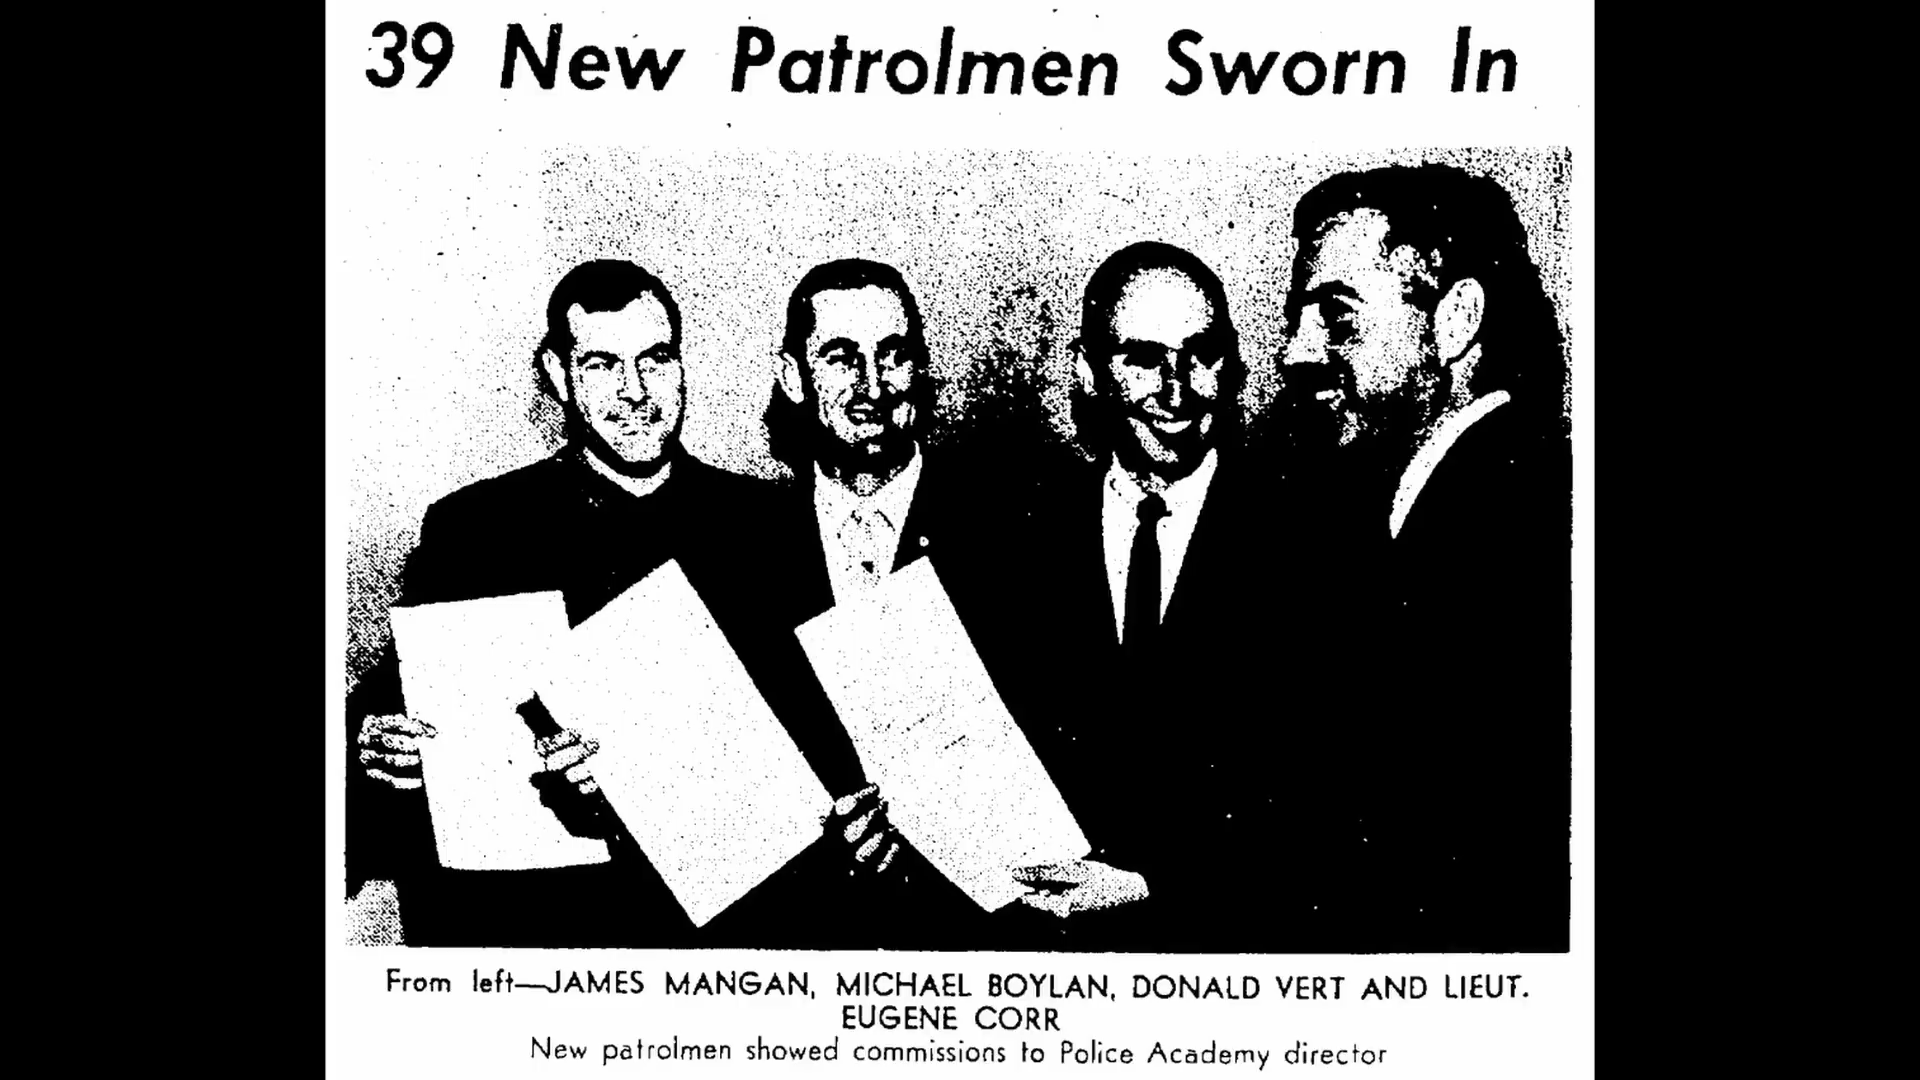 39 New Patrolmen Sworn In
From left—JAMES MANGAN, MICHAEL BOYLAN, DONALD VERT AND LIEUT.
EUGENE CORR
New patrolmen showed commissions to Police Academy director